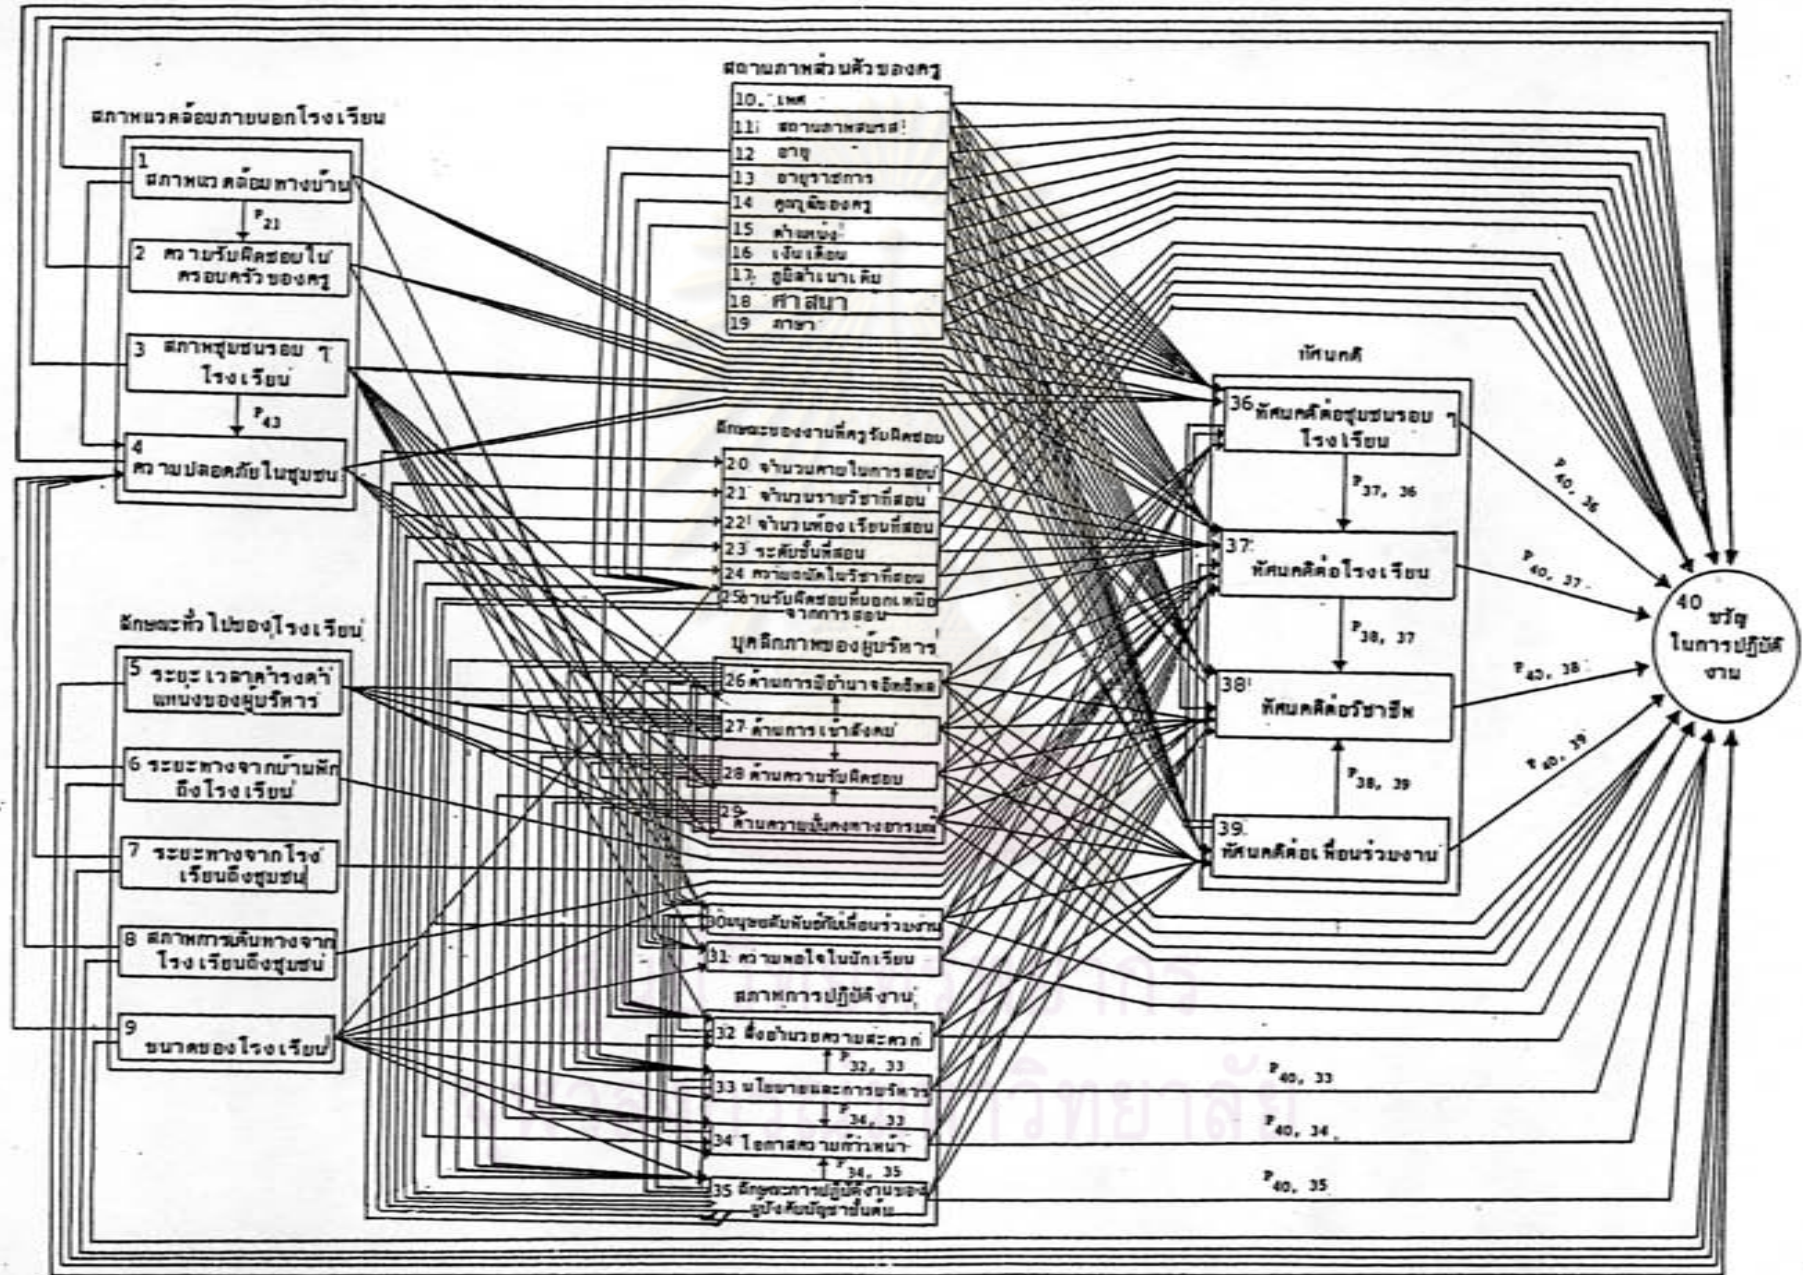 สภาพแวดล้อมภายนอกโรงเรียน
1
สภาพแวดล้อมทางบ้าน
P21
2 ความรับผิดชอบใน
ครอบครัวของครู
3 สภาพชุมชนรอบ ๆ
โรงเรียน
P43
4
ความปลอดภัยในชุมชน
ลักษณะทั่วไปของโรงเรียน
5 ระยะเวลาดำรงตำ
แหน่งของผู้บริหาร
6 ระยะทางจากบ้านพัก
ถึงโรงเรียน
7 ระยะทางจากโรง
เรียนถึงชุมชน
8 สภาพการเดินทางจาก
โรงเรียนถึงชุมชน
9
ขนาดของโรงเรียน
สถานภาพส่วนตัวของครู
10. เพศ
11 สถานภาพสมรส
12 อายุ
13 อายุราชการ
14 คุณวุฒิของครู
15 ตำแหน่ง
16 เงินเดือน
17 ภูมิลำเนาเดิม
18 ศาสนา
19 ภาษา
ลักษณะของงานที่ครูรับผิดชอบ
20 จำนวนคาบในการสอน
21 จำนวนรายวิชาที่สอน
22 จำนวนห้องเรียนที่สอน
23 ระดับชั้นที่สอน
24 ความถนัดในวิชาที่สอน
25 งานรับผิดชอบที่นอกเหนือ
จากการสอน
บุคลิกภาพของผู้บริหาร
26 ด้านการมีอำนาจอิทธิพล
27 ด้านการเข้าสังคม
28 ด้านความรับผิดชอบ
29
ด้านความมั่นคงทางอารมณ์
30 มนุษยสัมพันธ์กับเพื่อนร่วมงาน
31 ความพอใจในนักเรียน
สภาพการปฏิบัติงาน
32 สิ่งอำนวยความสะดวก
P32, 33
33 นโยบายและการบริหาร
P34, 33
34 โอกาสความก้าวหน้า
P34, 35
35 ลักษณะการปฏิบัติงานของ
ผู้บังคับบัญชาชั้นต้น
ทัศนคติ
36 ทัศนคติต่อชุมชนรอบ ๆ
โรงเรียน
P37, 36
37
ทัศนคติต่อโรงเรียน
P38, 37
38
ทัศนคติต่อวิชาชีพ
P38, 39
39
ทัศนคติต่อเพื่อนร่วมงาน
P40, 36
P40, 37
P40, 38
P40, 39
P40, 33
P40, 34
P40, 35
40 ขวัญ
ในการปฏิบัติ
งาน